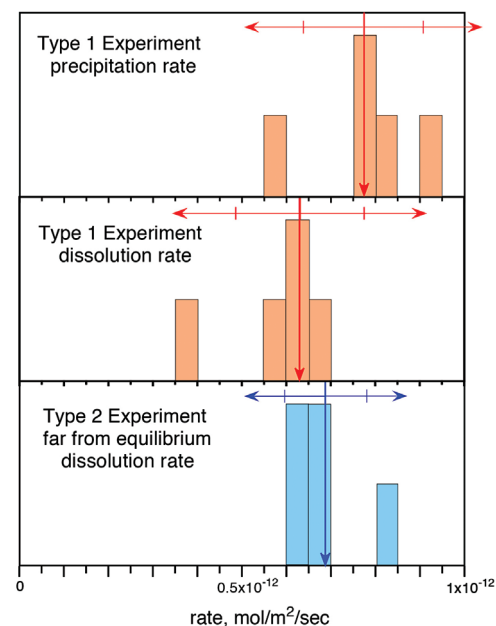 Type 1 Experiment
precipitation rate
Type 1 Experiment
dissolution rate
Type 2 Experiment
far from equilibrium
dissolution rate
0
0.5x10⁻¹²
1x10⁻¹²
rate, mol/m²/sec